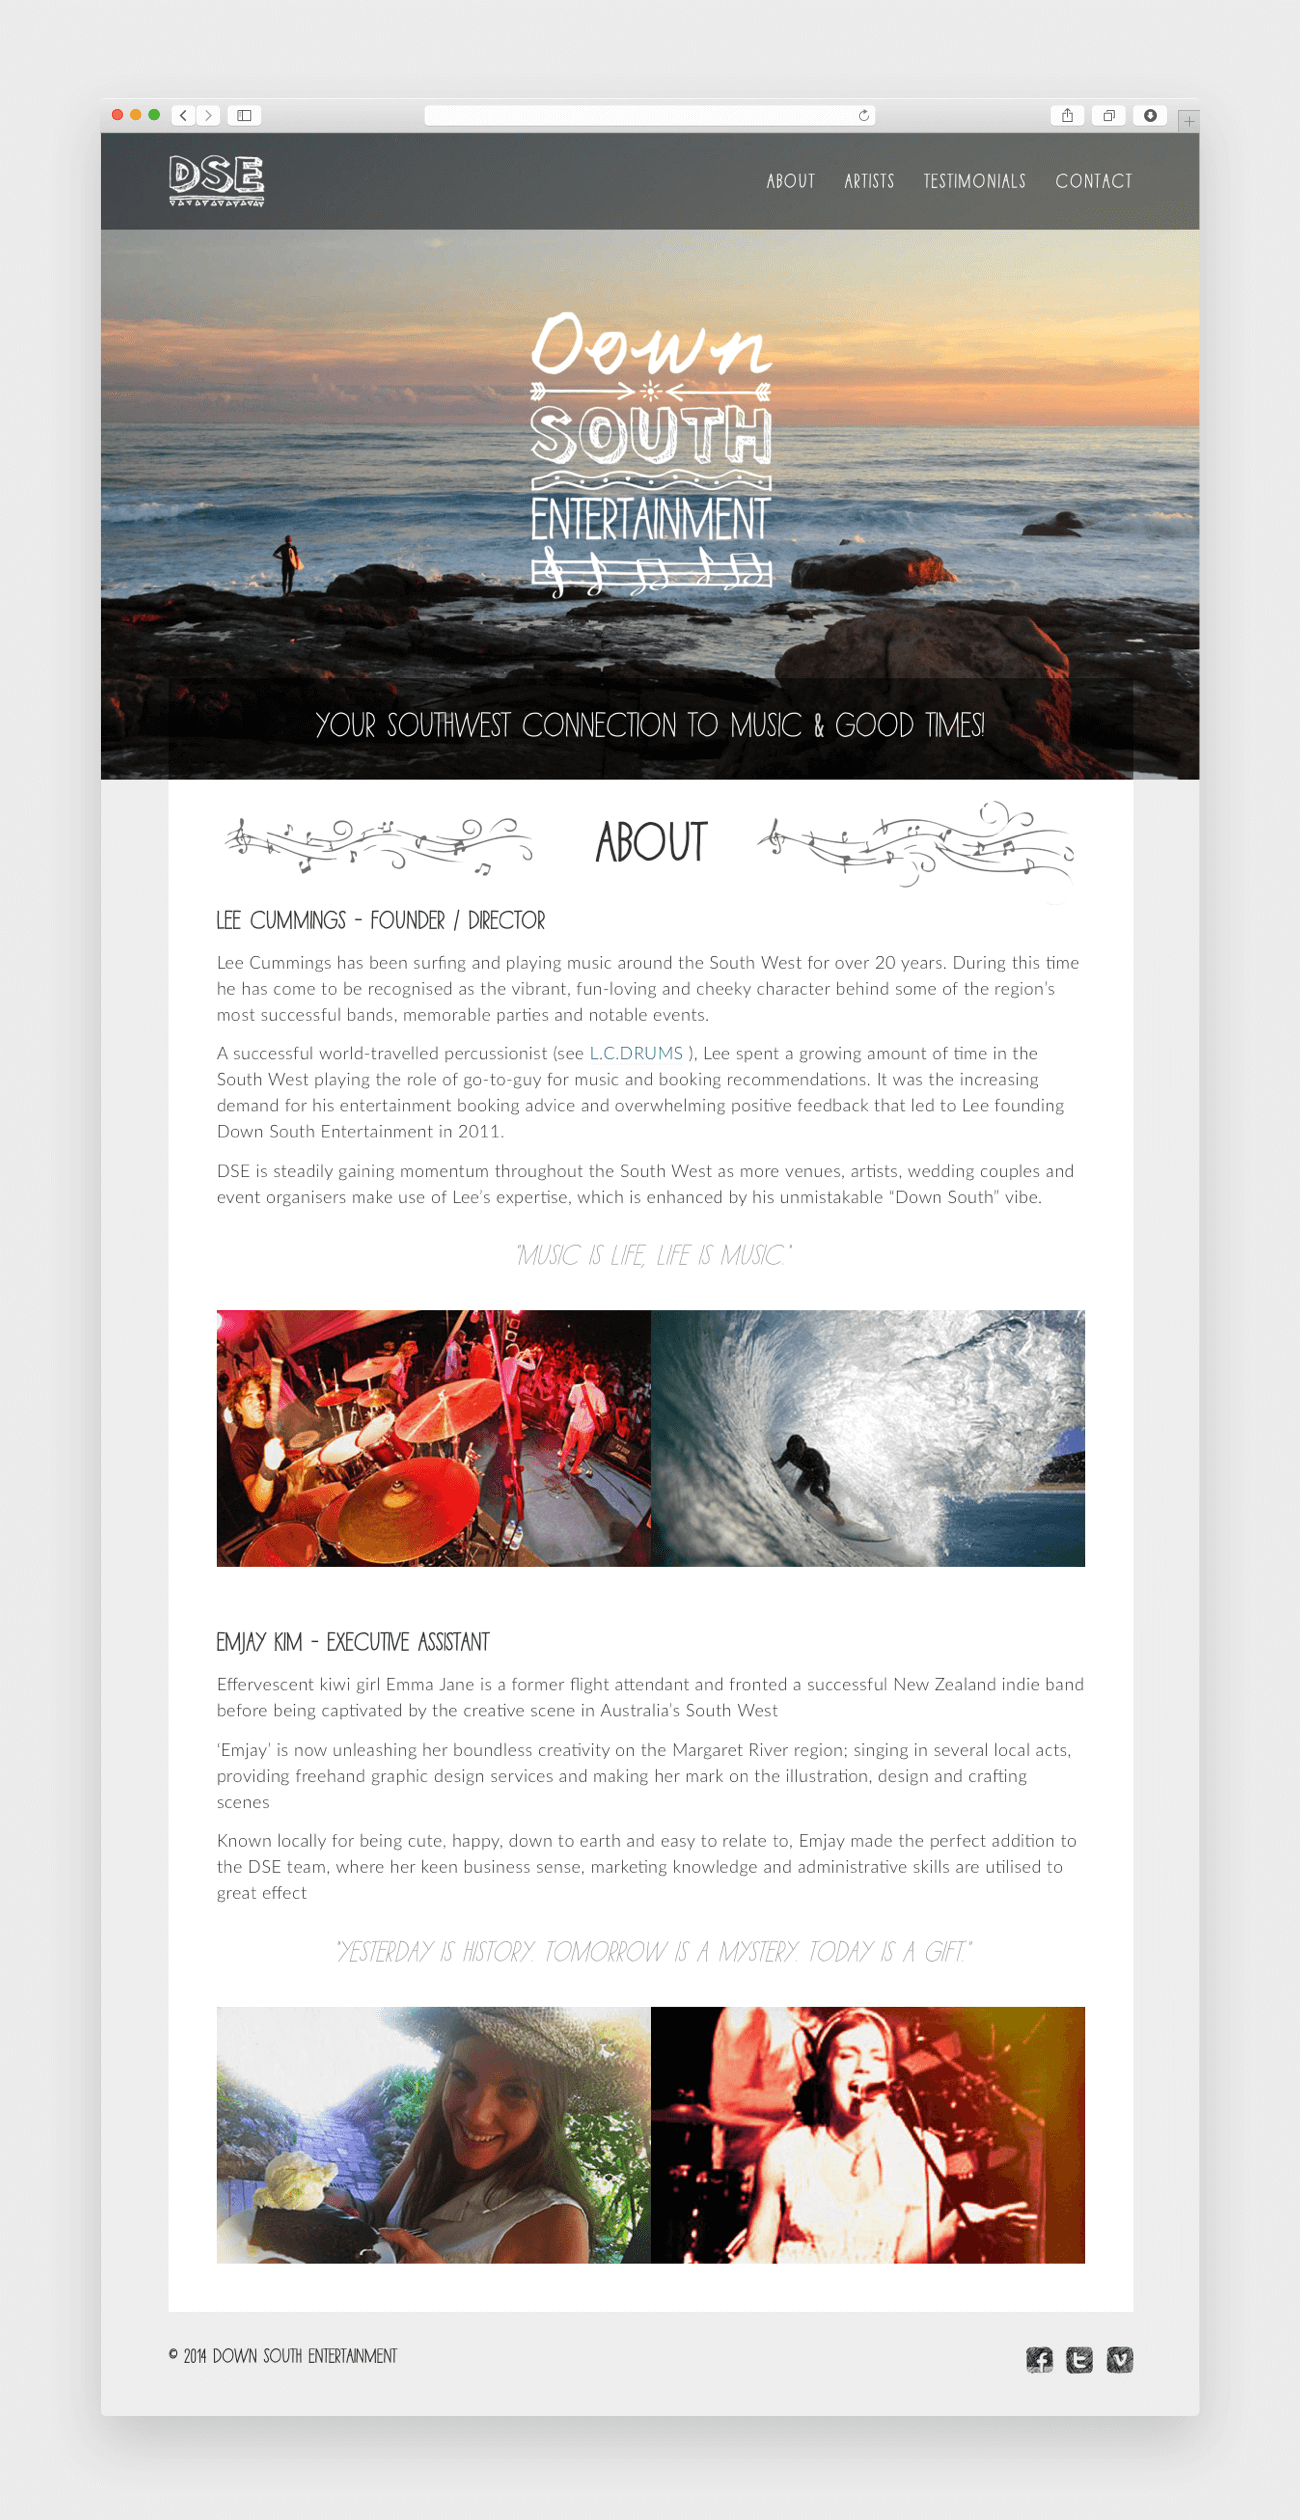 DSE
ABOUT ARTISTS TESTIMONIALS CONTACT
Down
SOUTH
ENTERTAINMENT
YOUR SOUTHWEST CONNECTION TO MUSIC & GOOD TIMES!
ABOUT
LEE CUMMINGS - FOUNDER / DIRECTOR
Lee Cummings has been surfing and playing music around the South West for over 20 years. During this time
he has come to be recognised as the vibrant, fun-loving and cheeky character behind some of the region's
most successful bands, memorable parties and notable events.
A successful world-travelled percussionist (see L.C.DRUMS ), Lee spent a growing amount of time in the
South West playing the role of go-to-guy for music and booking recommendations. It was the increasing
demand for his entertainment booking advice and overwhelming positive feedback that led to Lee founding
Down South Entertainment in 2011.
DSE is steadily gaining momentum throughout the South West as more venues, artists, wedding couples and
event organisers make use of Lee's expertise, which is enhanced by his unmistakable “Down South” vibe.
"MUSIC IS LIFE, LIFE IS MUSIC."
EMJAY KIM - EXECUTIVE ASSISTANT
Effervescent kiwi girl Emma Jane is a former flight attendant and fronted a successful New Zealand indie band
before being captivated by the creative scene in Australia's South West
‘Emjay’ is now unleashing her boundless creativity on the Margaret River region; singing in several local acts,
providing freehand graphic design services and making her mark on the illustration, design and crafting
scenes
Known locally for being cute, happy, down to earth and easy to relate to, Emjay made the perfect addition to
the DSE team, where her keen business sense, marketing knowledge and administrative skills are utilised to
great effect
"YESTERDAY IS HISTORY. TOMORROW IS A MYSTERY. TODAY IS A GIFT."
© 2014 DOWN SOUTH ENTERTAINMENT